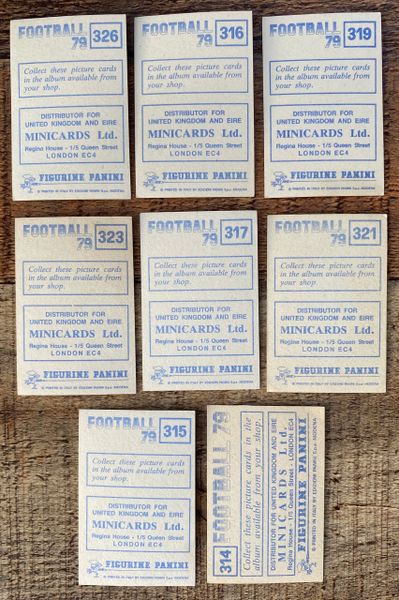 FOOTBALL
79 326
Collect these picture cards
in the album available from
your shop.
DISTRIBUTOR FOR
UNITED KINGDOM AND EIRE
MINICARDS Ltd.
Regina House - 1/5 Queen Street
LONDON EC4
FIGURINE PANINI
FOOTBALL
79 316
Collect these picture cards
in the album available from
your shop.
DISTRIBUTOR FOR
UNITED KINGDOM AND EIRE
MINICARDS Ltd.
Regina House - 1/5 Queen Street
LONDON EC4
FIGURINE PANINI
FOOTBALL
79 319
Collect these picture cards
in the album available from
your shop.
DISTRIBUTOR FOR
UNITED KINGDOM AND EIRE
MINICARDS Ltd.
Regina House - 1/5 Queen Street
LONDON EC4
FIGURINE PANINI
FOOTBALL
79 323
Collect these picture cards
in the album available from
your shop.
DISTRIBUTOR FOR
UNITED KINGDOM AND EIRE
MINICARDS Ltd.
Regina House - 1/5 Queen Street
LONDON EC4
FIGURINE PANINI
FOOTBALL
79 317
Collect these picture cards
in the album available from
your shop.
DISTRIBUTOR FOR
UNITED KINGDOM AND EIRE
MINICARDS Ltd.
Regina House - 1/5 Queen Street
LONDON EC4
FIGURINE PANINI
FOOTBALL
79 321
Collect these picture cards
in the album available from
your shop.
DISTRIBUTOR FOR
UNITED KINGDOM AND EIRE
MINICARDS Ltd.
Regina House - 1/5 Queen Street
LONDON EC4
FIGURINE PANINI
FOOTBALL
79 315
Collect these picture cards
in the album available from
your shop.
DISTRIBUTOR FOR
UNITED KINGDOM AND EIRE
MINICARDS Ltd.
Regina House - 1/5 Queen Street
LONDON EC4
FIGURINE PANINI
314 FOOTBALL 79
Collect these picture cards in the
album available from your shop.
DISTRIBUTOR FOR UNITED KINGDOM AND EIRE
MINICARDS Ltd.
Regina House - 1/5 Queen Street - LONDON EC4
FIGURINE PANINI